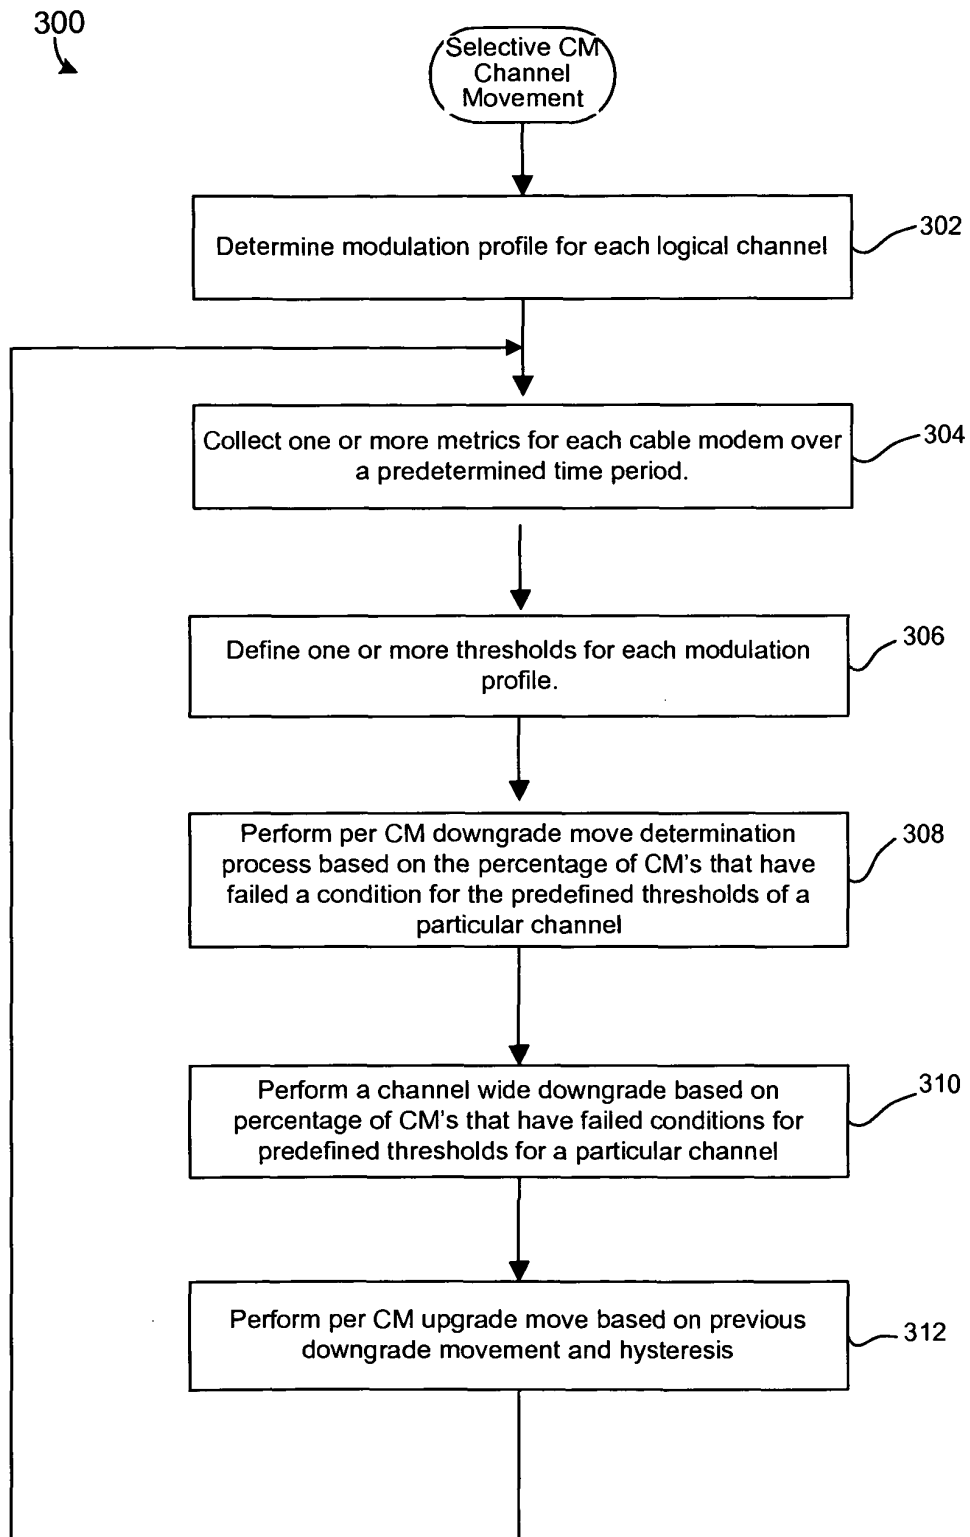 300
Selective CM
Channel
Movement
Determine modulation profile for each logical channel
302
Collect one or more metrics for each cable modem over
a predetermined time period.
304
Define one or more thresholds for each modulation
profile.
306
Perform per CM downgrade move determination
process based on the percentage of CM's that have
failed a condition for the predefined thresholds of a
particular channel
308
Perform a channel wide downgrade based on
percentage of CM's that have failed conditions for
predefined thresholds for a particular channel
310
Perform per CM upgrade move based on previous
downgrade movement and hysteresis
312